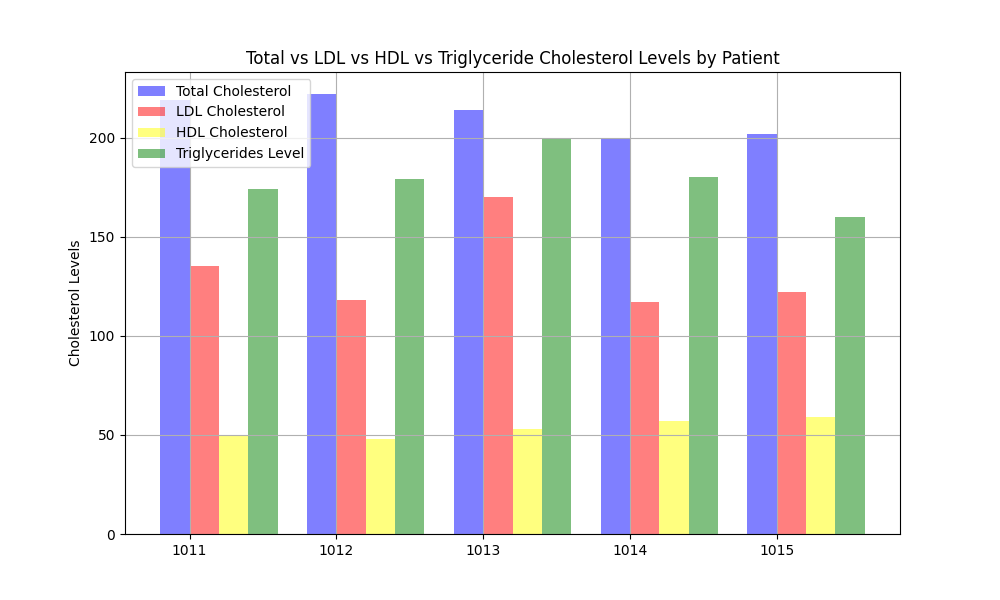 Total vs LDL vs HDL vs Triglyceride Cholesterol Levels by Patient
Total Cholesterol
LDL Cholesterol
HDL Cholesterol
Triglycerides Level
Cholesterol Levels
200
150
100
50
0
1011 1012 1013 1014 1015